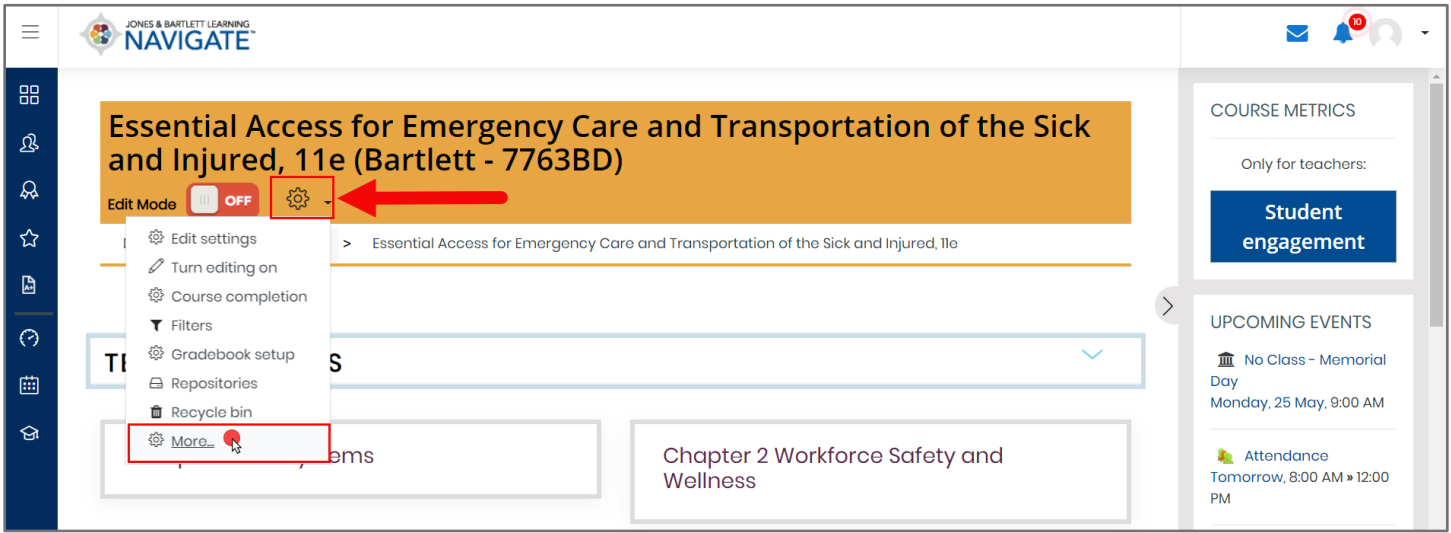 JONES & BARTLETT LEARNING
NAVIGATE™
10
Essential Access for Emergency Care and Transportation of the Sick
and Injured, 11e (Bartlett - 7763BD)
Edit Mode OFF
> Essential Access for Emergency Care and Transportation of the Sick and Injured, 11e
Edit settings
Turn editing on
Course completion
Filters
Gradebook setup
Repositories
Recycle bin
More...
Chapter 2 Workforce Safety and
Wellness
COURSE METRICS
Only for teachers:
Student
engagement
UPCOMING EVENTS
No Class - Memorial
Day
Monday, 25 May, 9:00 AM
Attendance
Tomorrow, 8:00 AM » 12:00
PM